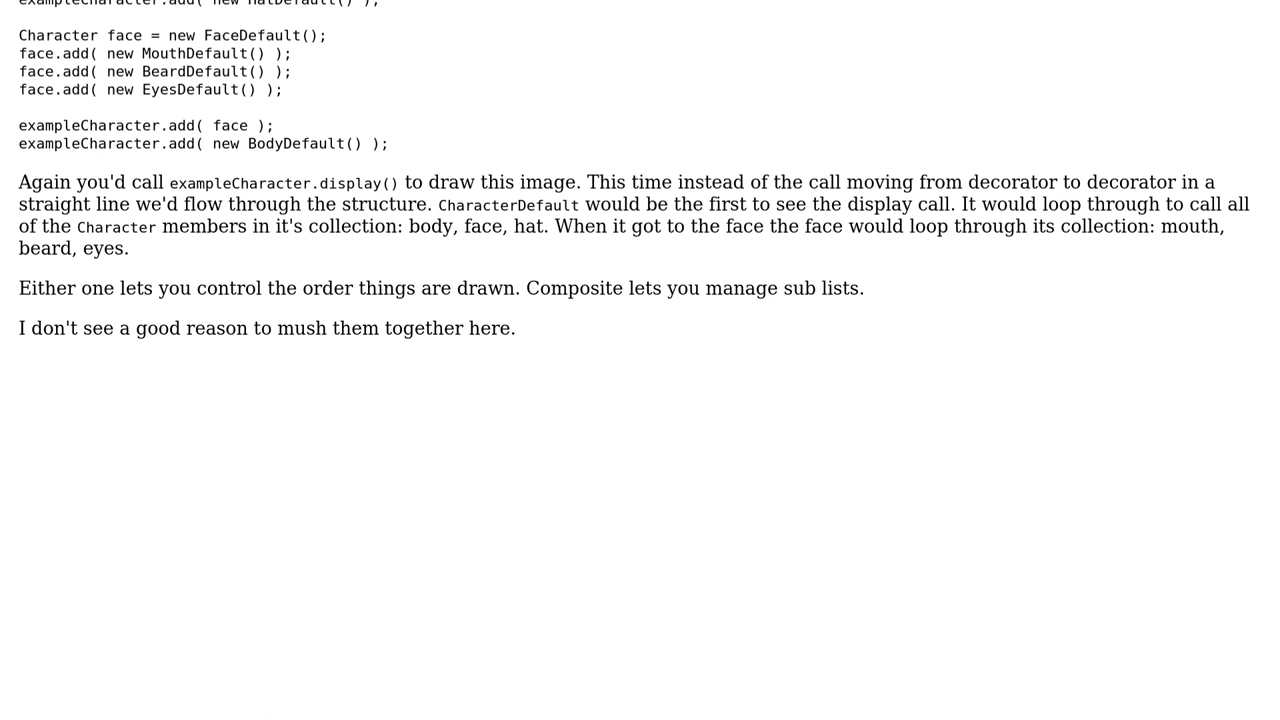 exampleCharacter.add( new HatDefault() );
Character face = new FaceDefault();
face.add( new MouthDefault() );
face.add( new BeardDefault() );
face.add( new EyesDefault() );
exampleCharacter.add( face );
exampleCharacter.add( new BodyDefault() );
Again you'd call exampleCharacter.display() to draw this image. This time instead of the call moving from decorator to decorator in a
straight line we'd flow through the structure. CharacterDefault would be the first to see the display call. It would loop through to call all
of the Character members in it's collection: body, face, hat. When it got to the face the face would loop through its collection: mouth,
beard, eyes.
Either one lets you control the order things are drawn. Composite lets you manage sub lists.
I don't see a good reason to mush them together here.